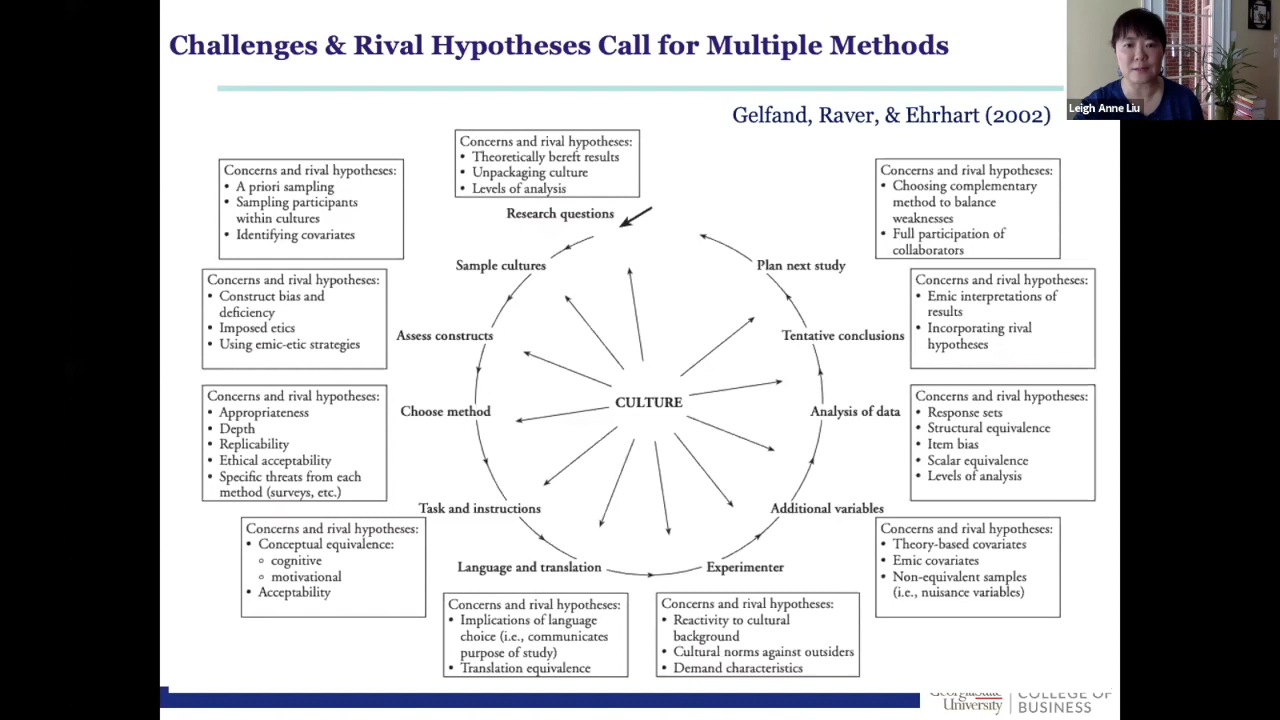 Challenges & Rival Hypotheses Call for Multiple Methods
Leigh Anne Liu
Gelfand, Raver, & Ehrhart (2002)
Concerns and rival hypotheses:
• Theoretically bereft results
• Unpackaging culture
• Levels of analysis
Research questions
Concerns and rival hypotheses:
• A priori sampling
• Sampling participants
within cultures
• Identifying covariates
Sample cultures
Concerns and rival hypotheses:
• Construct bias and
deficiency
• Imposed etics
• Using emic-etic strategies
Assess constructs
Concerns and rival hypotheses:
• Appropriateness
• Depth
• Replicability
• Ethical acceptability
• Specific threats from each
method (surveys, etc.)
Choose method
Task and instructions
Concerns and rival hypotheses:
• Conceptual equivalence:
○ cognitive
○ motivational
• Acceptability
Language and translation
Concerns and rival hypotheses:
• Implications of language
choice (i.e., communicates
purpose of study)
• Translation equivalence
Experimenter
Concerns and rival hypotheses:
• Reactivity to cultural
background
• Cultural norms against outsiders
• Demand characteristics
Additional variables
Concerns and rival hypotheses:
• Theory-based covariates
• Emic covariates
• Non-equivalent samples
(i.e., nuisance variables)
Analysis of data
Concerns and rival hypotheses:
• Response sets
• Structural equivalence
• Item bias
• Scalar equivalence
• Levels of analysis
Tentative conclusions
Concerns and rival hypotheses:
• Emic interpretations of
results
• Incorporating rival
hypotheses
Plan next study
Concerns and rival hypotheses:
• Choosing complementary
method to balance
weaknesses
• Full participation of
collaborators
CULTURE
GeorgiaState
University
COLLEGE OF
BUSINESS